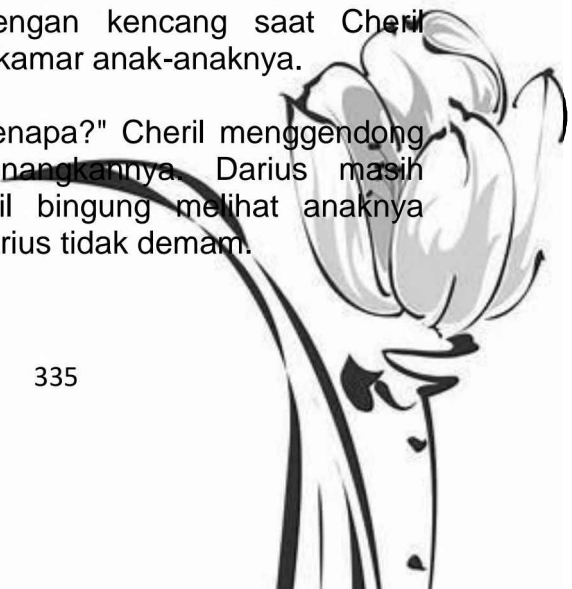 engan kencang saat Cheril
kamar anak-anaknya.
enapa?" Cheril menggendong
nangkannya. Darius masih
il bingung melihat anaknya
rius tidak demam.
335